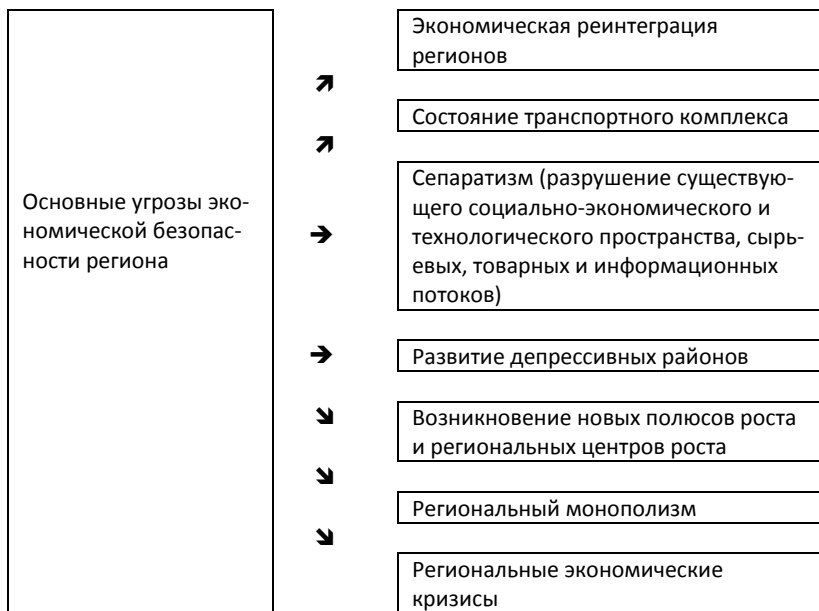 Основные угрозы эко-
номической безопас-
ности региона
Экономическая реинтеграция
регионов
Состояние транспортного комплекса
Сепаратизм (разрушение существую-
щего социально-экономического и
технологического пространства, сырь-
евых, товарных и информационных
потоков)
Развитие депрессивных районов
Возникновение новых полюсов роста
и региональных центров роста
Региональный монополизм
Региональные экономические
кризисы